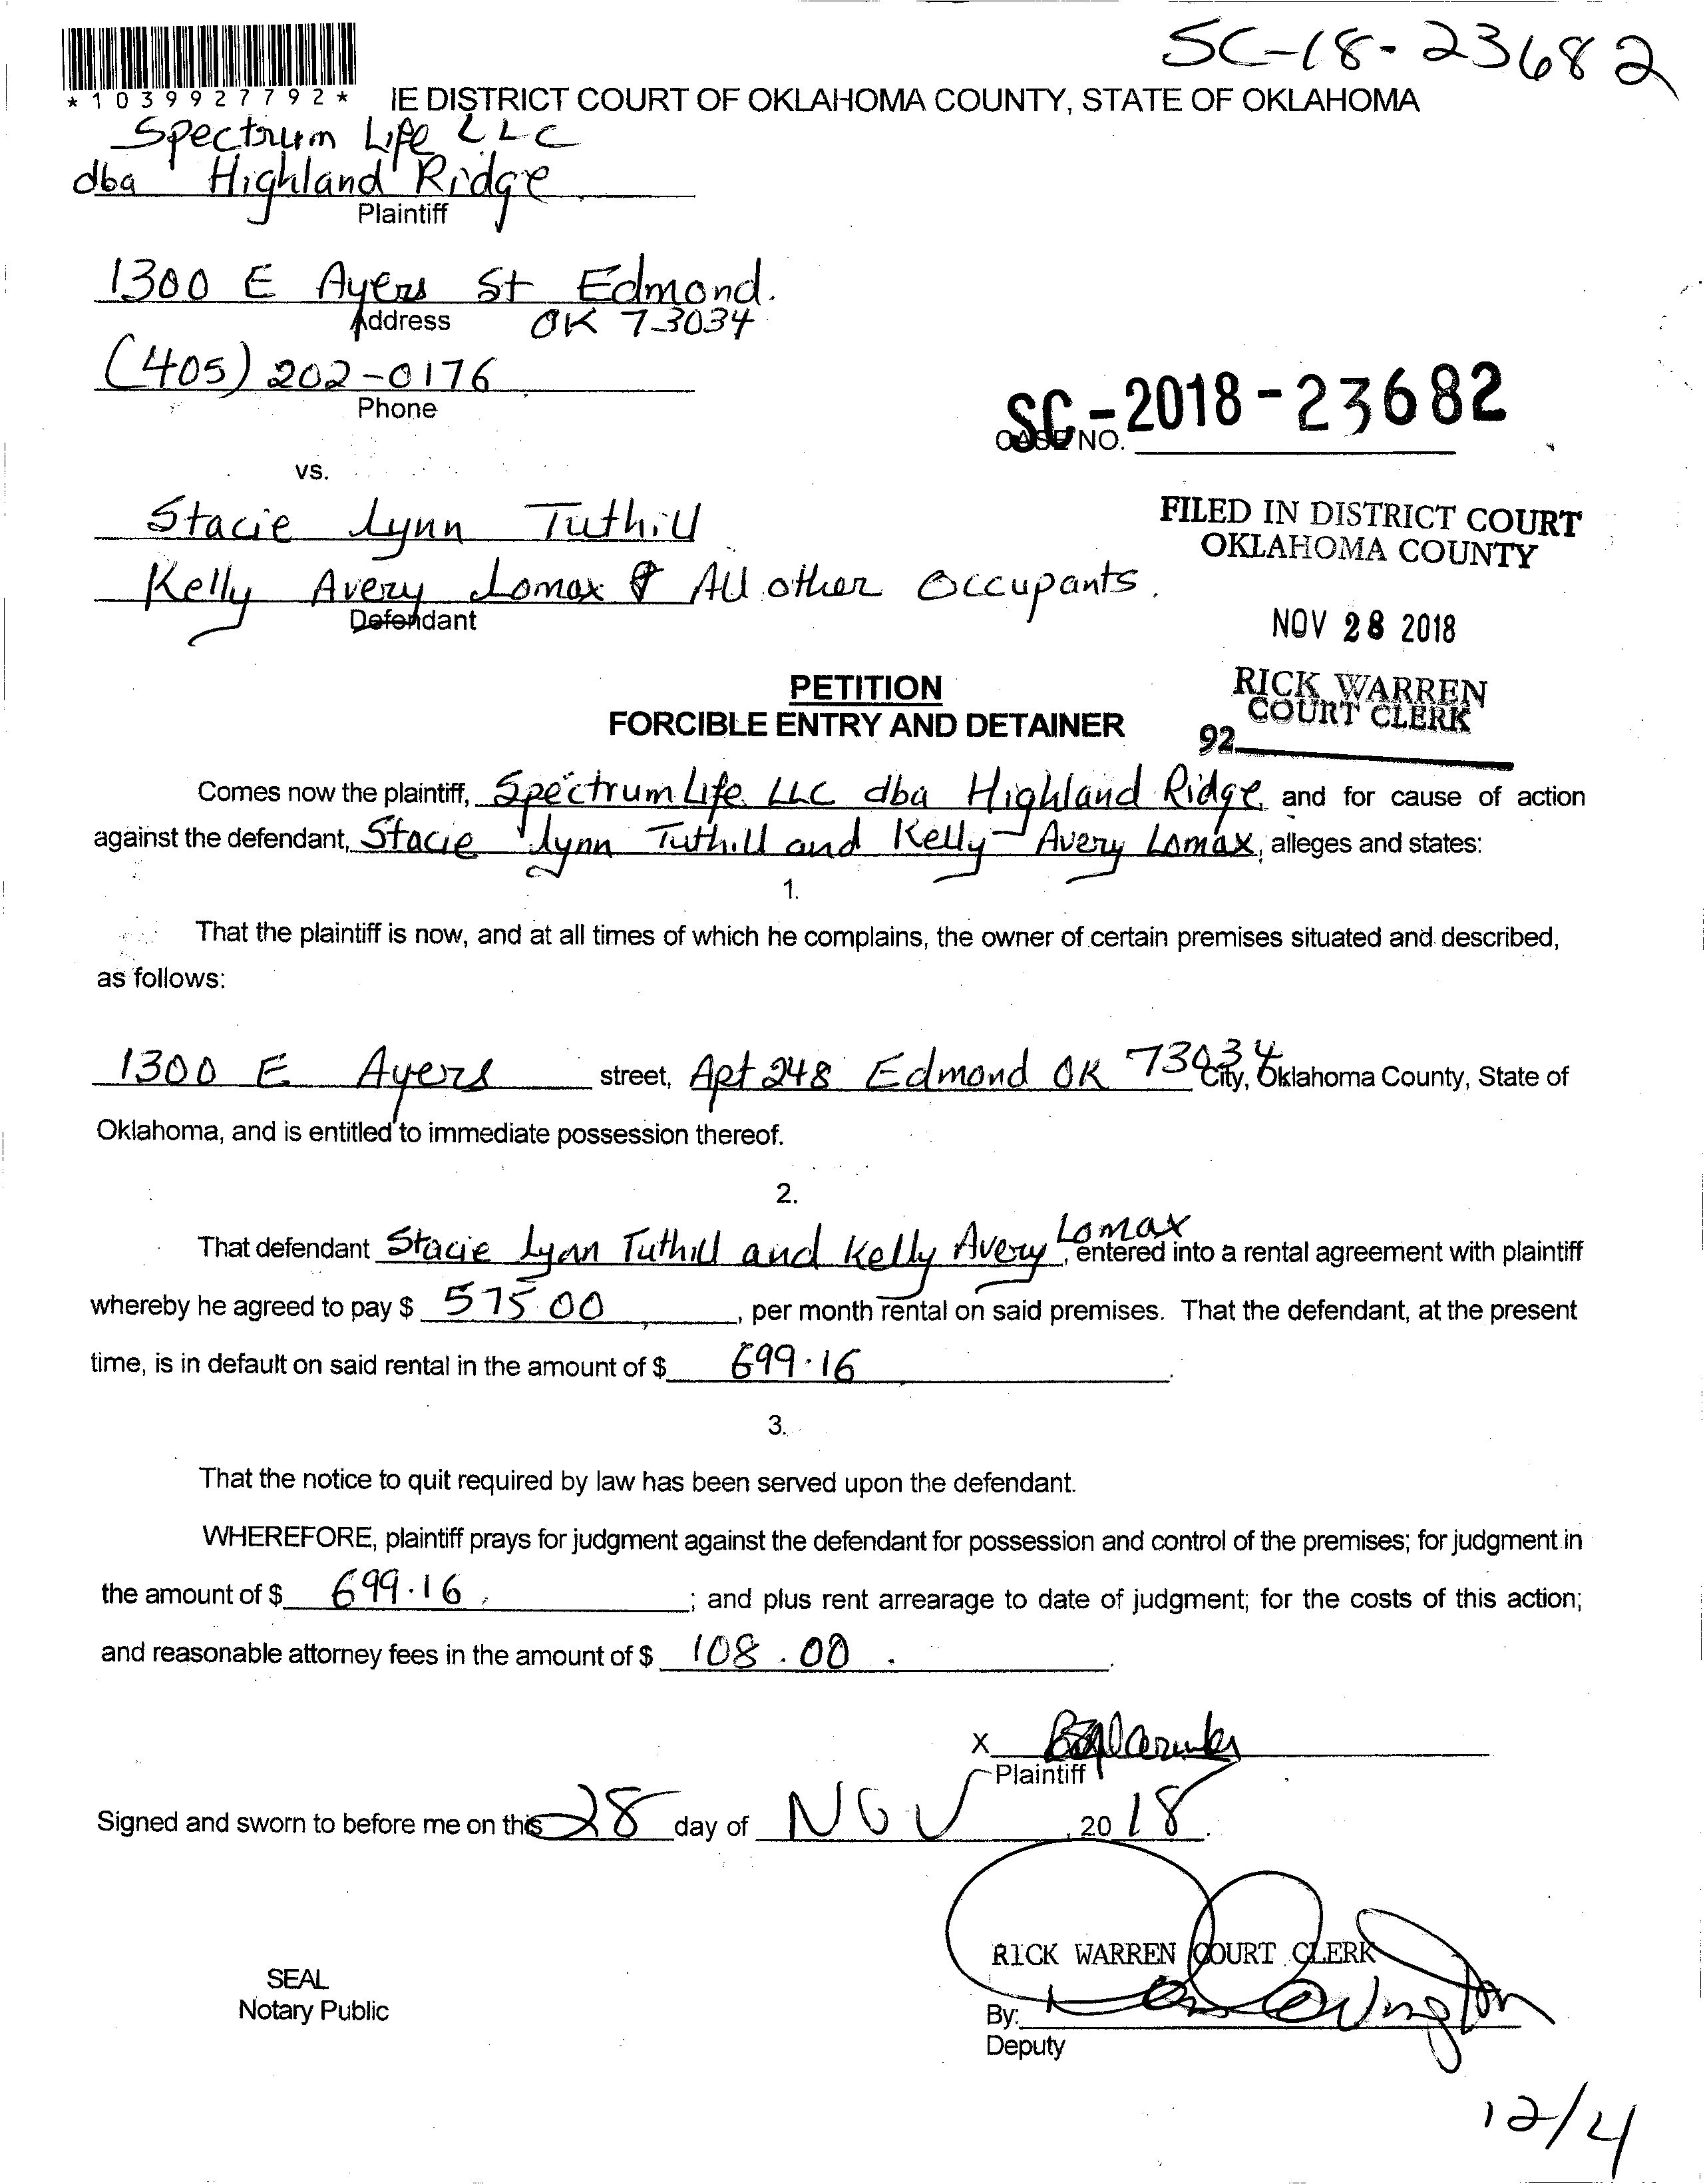 SC-18-23682
*1039927792*
IE DISTRICT COURT OF OKLAHOMA COUNTY, STATE OF OKLAHOMA
Spectrum Life LLC
dba Highland Ridge
Plaintiff
1300 E Ayers St Edmond.
Address OK 73034
(405) 202-0176
Phone
SC-2018-23682
CASE NO.
vs.
Stacie Lynn Tuthill
Kelly Avery Lomax & All other Occupants.
Defendant
FILED IN DISTRICT COURT
OKLAHOMA COUNTY
NOV 28 2018
RICK WARREN
COURT CLERK
92
PETITION
FORCIBLE ENTRY AND DETAINER
Comes now the plaintiff, Spectrum Life LLC dba Highland Ridge and for cause of action
against the defendant, Stacie Lynn Tuthill and Kelly Avery Lomax, alleges and states:
1.
That the plaintiff is now, and at all times of which he complains, the owner of certain premises situated and described,
as follows:
1300 E Ayers street, Apt 248 Edmond OK 73034 City, Oklahoma County, State of
Oklahoma, and is entitled to immediate possession thereof.
2.
That defendant Stacie Lynn Tuthill and Kelly Avery Lomax, entered into a rental agreement with plaintiff
whereby he agreed to pay $ 575.00, per month rental on said premises. That the defendant, at the present
time, is in default on said rental in the amount of $ 699.16.
3.
That the notice to quit required by law has been served upon the defendant.
WHEREFORE, plaintiff prays for judgment against the defendant for possession and control of the premises; for judgment in
the amount of $ 699.16; and plus rent arrearage to date of judgment; for the costs of this action;
and reasonable attorney fees in the amount of $ 108.00.
X
Plaintiff
Signed and sworn to before me on this 28 day of NOV, 2018.
RICK WARREN COURT CLERK
SEAL
Notary Public
By:
Deputy
12/4